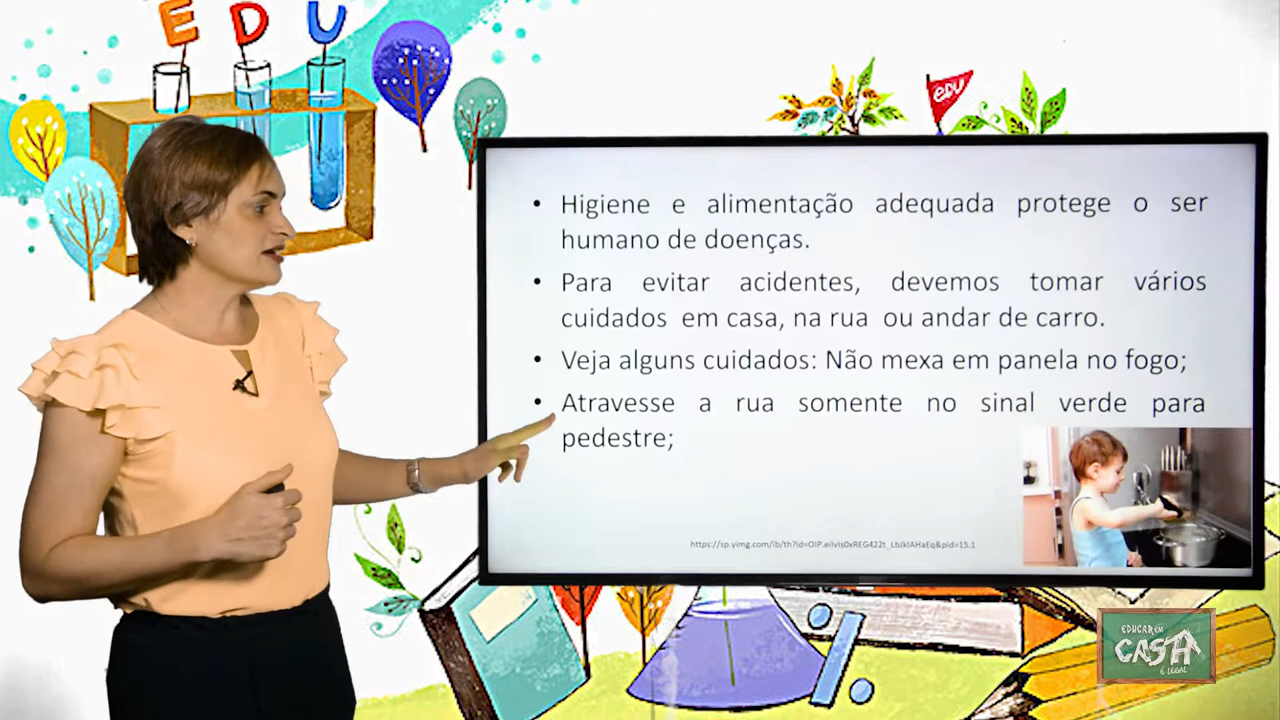 EDU
EDU
• Higiene e alimentação adequada protege o ser
humano de doenças.
• Para evitar acidentes, devemos tomar vários
cuidados em casa, na rua ou andar de carro.
• Veja alguns cuidados: Não mexa em panela no fogo;
• Atravesse a rua somente no sinal verde para
pedestre;
EDUCAR EM
CASA
É LEGAL